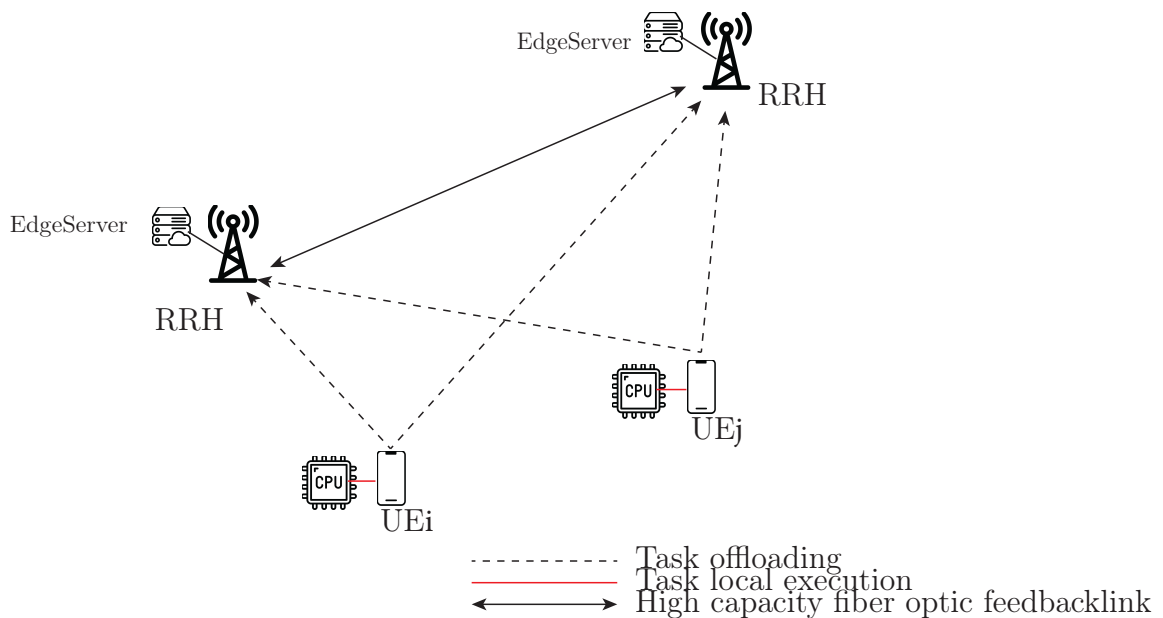 EdgeServer
RRH
EdgeServer
RRH
CPU
UEj
CPU
UEi
Task offloading
Task local execution
High capacity fiber optic feedbacklink